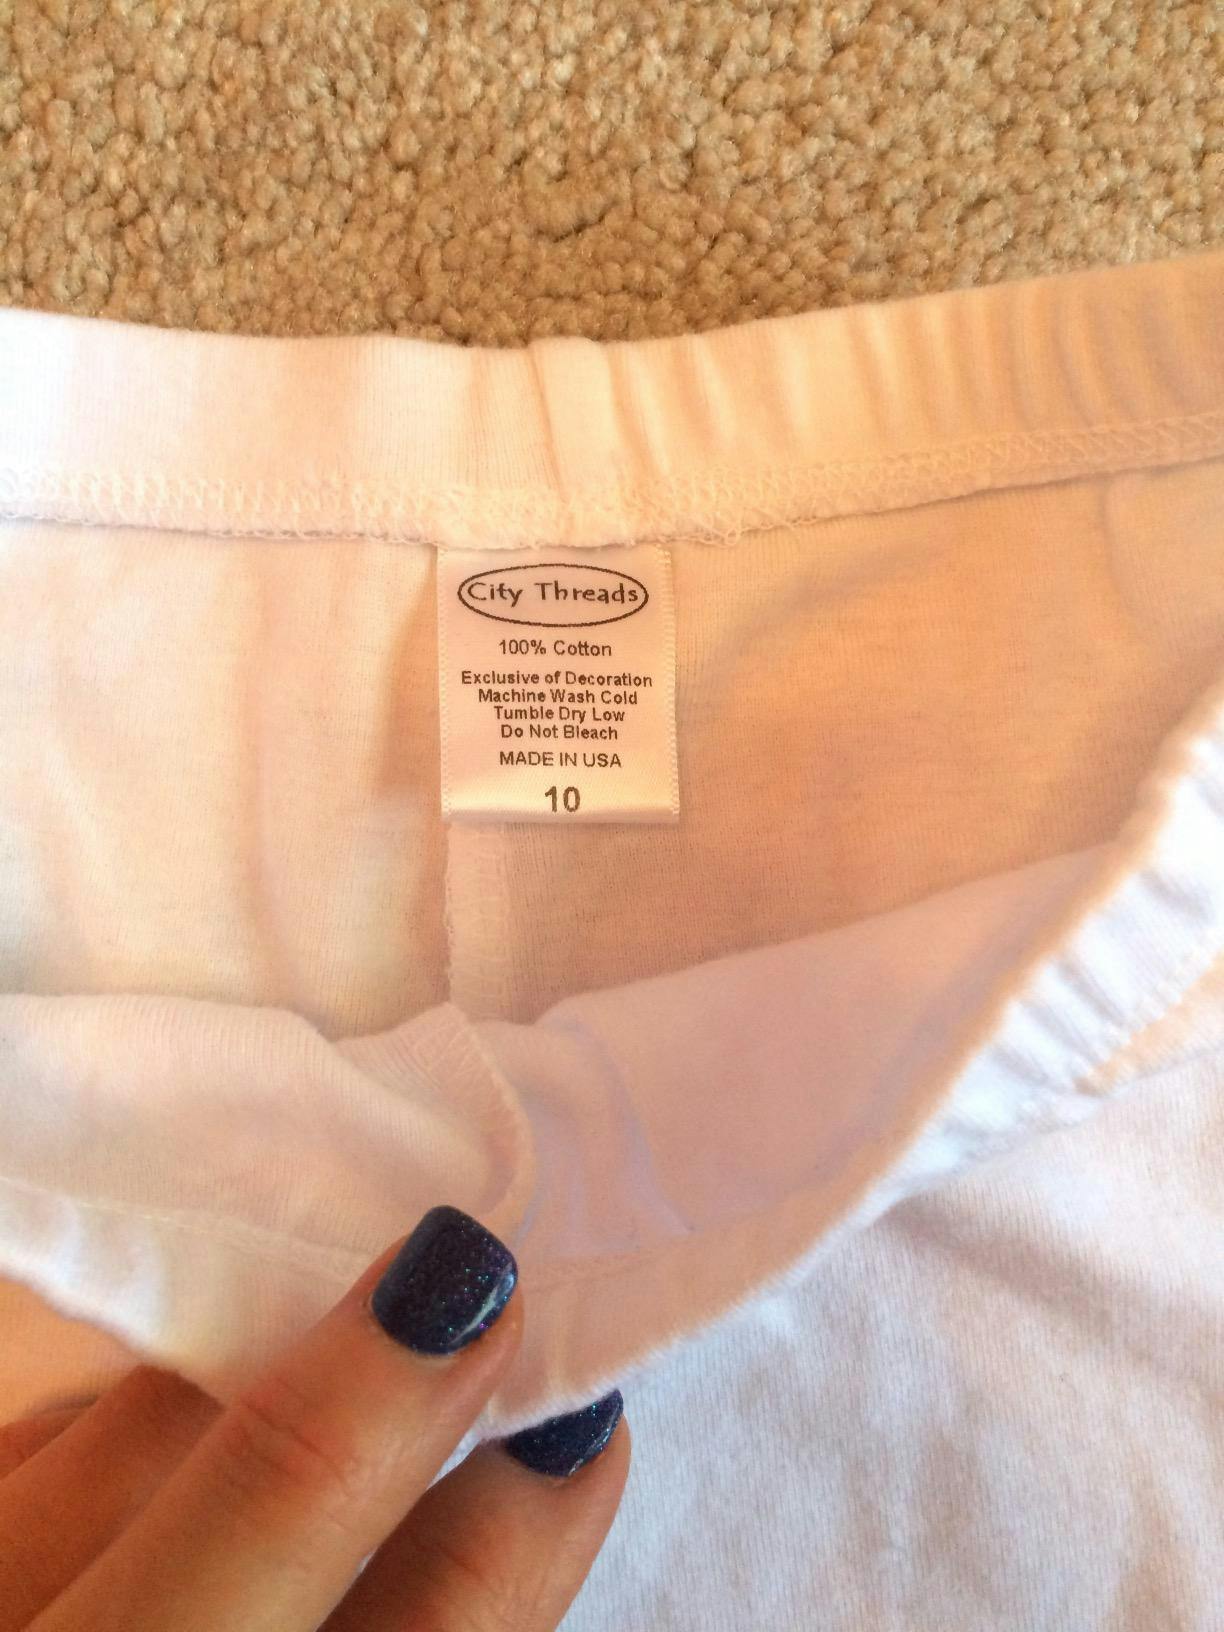 City Threads
100% Cotton
Exclusive of Decoration
Machine Wash Cold
Tumble Dry Low
Do Not Bleach
MADE IN USA
10